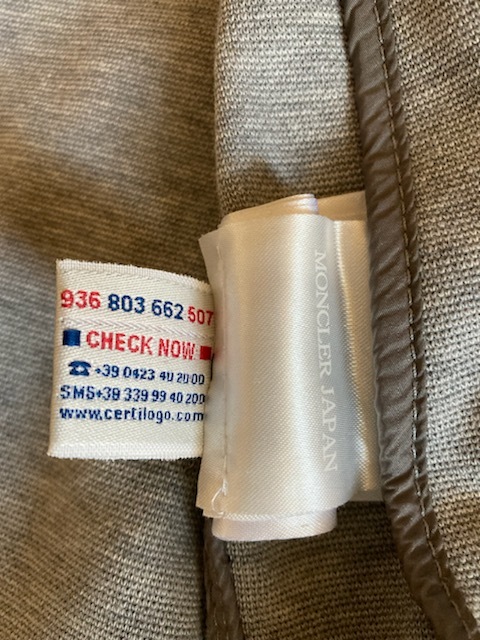 936 803 662 507
CHECK NOW
☎ +39 0423 40 20 00
SMS+39 339 99 40 200
www.certilogo.com
MONCLER JAPAN